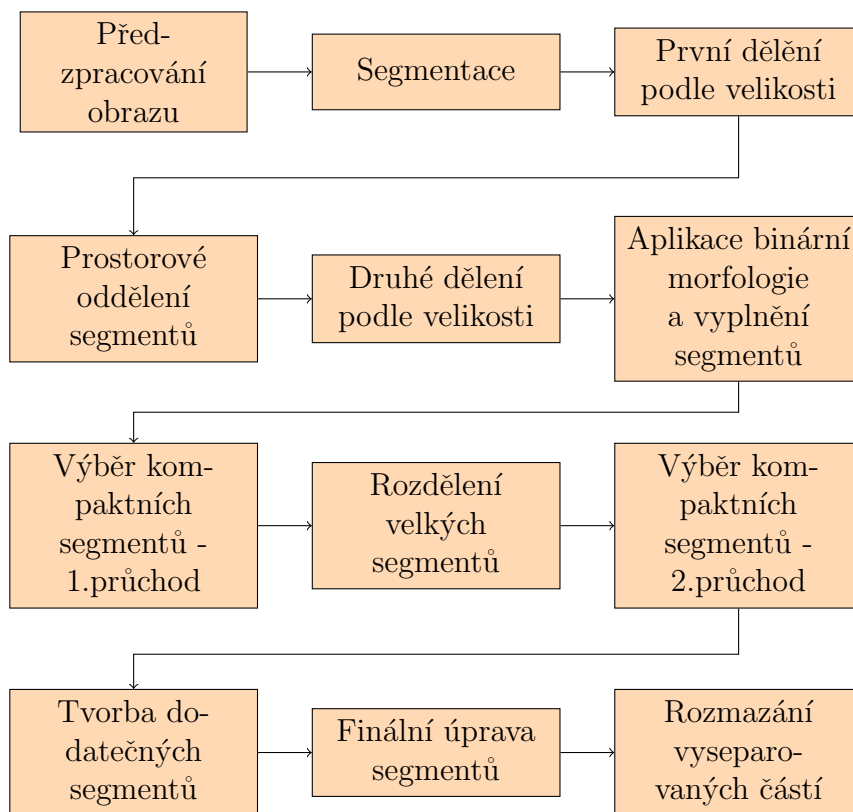 Před-
zpracování
obrazu
Segmentace
První dělění
podle velikosti
Prostorové
oddělení
segmentů
Druhé dělení
podle velikosti
Aplikace binární
morfologie
a vyplnění
segmentů
Výběr kom-
paktních
segmentů -
1.průchod
Rozdělení
velkých
segmentů
Výběr kom-
paktních
segmentů -
2.průchod
Tvorba do-
datečných
segmentů
Finální úprava
segmentů
Rozmazání
vyseparo-
vaných částí